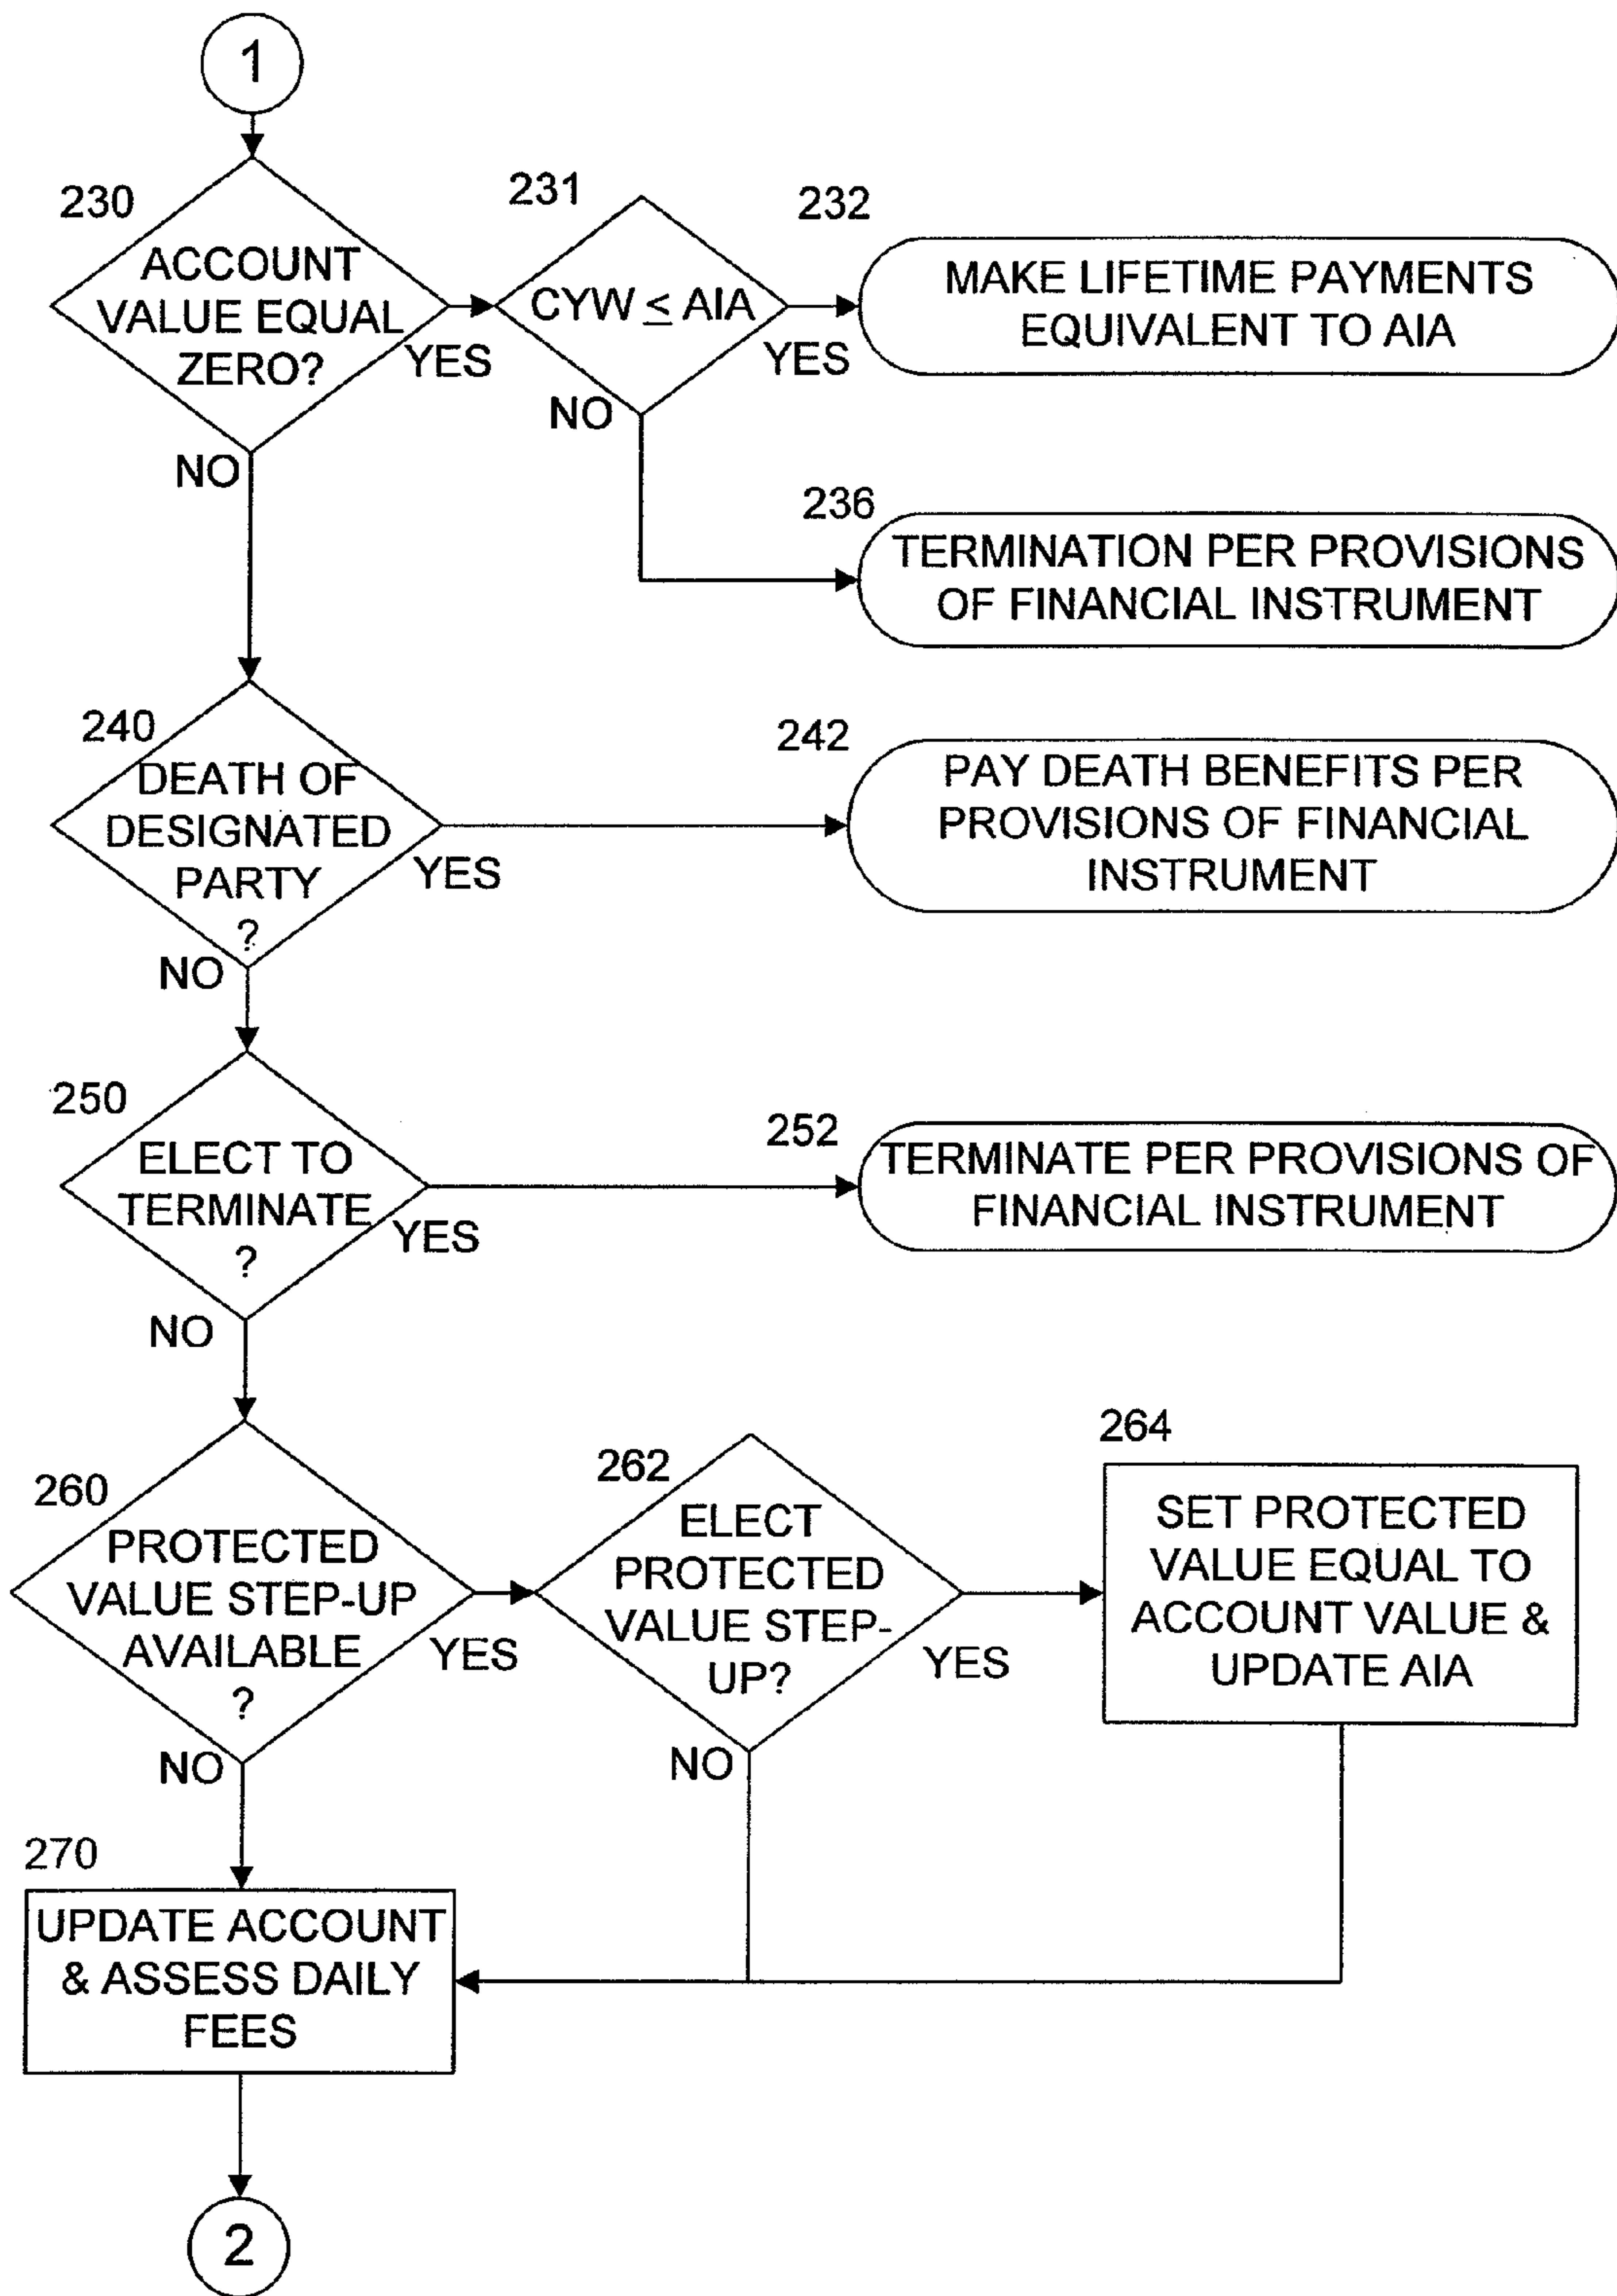 1
230
ACCOUNT
VALUE EQUAL
ZERO?
YES
NO
231
CYW ≤ AIA
YES
NO
232
MAKE LIFETIME PAYMENTS
EQUIVALENT TO AIA
236
TERMINATION PER PROVISIONS
OF FINANCIAL INSTRUMENT
240
DEATH OF
DESIGNATED
PARTY
?
YES
NO
242
PAY DEATH BENEFITS PER
PROVISIONS OF FINANCIAL
INSTRUMENT
250
ELECT TO
TERMINATE
?
YES
NO
252
TERMINATE PER PROVISIONS OF
FINANCIAL INSTRUMENT
260
PROTECTED
VALUE STEP-UP
AVAILABLE
?
YES
NO
262
ELECT
PROTECTED
VALUE STEP-
UP?
YES
NO
264
SET PROTECTED
VALUE EQUAL TO
ACCOUNT VALUE &
UPDATE AIA
270
UPDATE ACCOUNT
& ASSESS DAILY
FEES
2